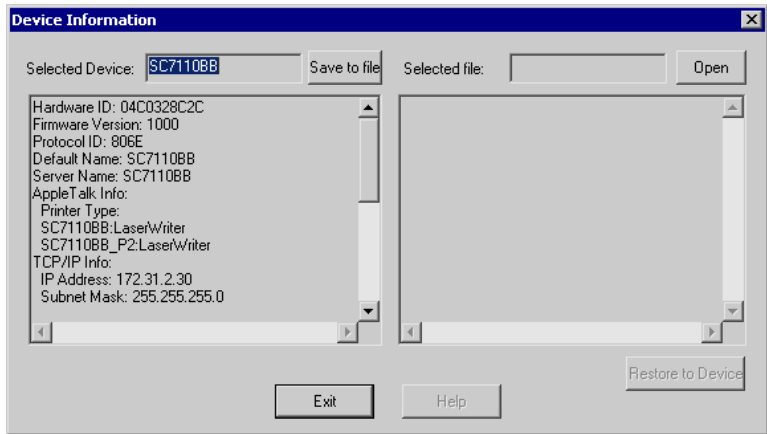 Device Information
Selected Device: SC7110BB Save to file Selected file: Open
Hardware ID: 04C0328C2C
Firmware Version: 1000
Protocol ID: 806E
Default Name: SC7110BB
Server Name: SC7110BB
AppleTalk Info:
Printer Type:
SC7110BB:LaserWriter
SC7110BB_P2:LaserWriter
TCP/IP Info:
IP Address: 172.31.2.30
Subnet Mask: 255.255.255.0
Restore to Device
Exit Help